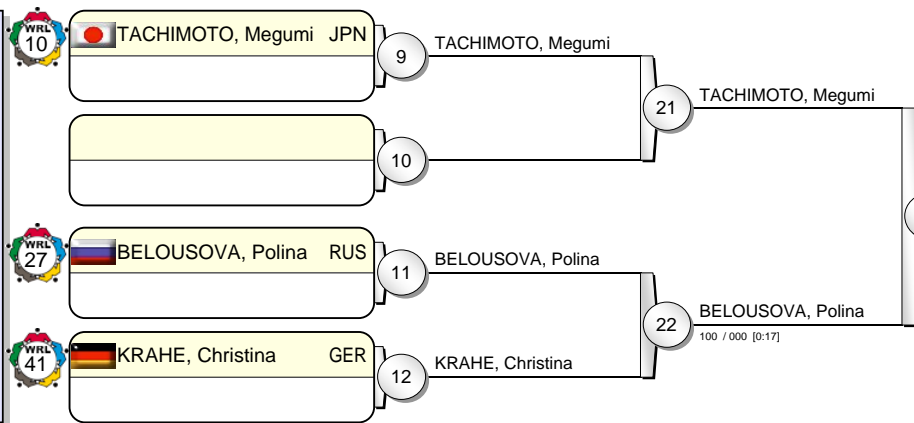 WRL
10
TACHIMOTO, Megumi JPN
9
TACHIMOTO, Megumi
21
TACHIMOTO, Megumi
10
WRL
27
BELOUSOVA, Polina RUS
11
BELOUSOVA, Polina
22
BELOUSOVA, Polina
100 / 000 [0:17]
WRL
41
KRAHE, Christina GER
12
KRAHE, Christina